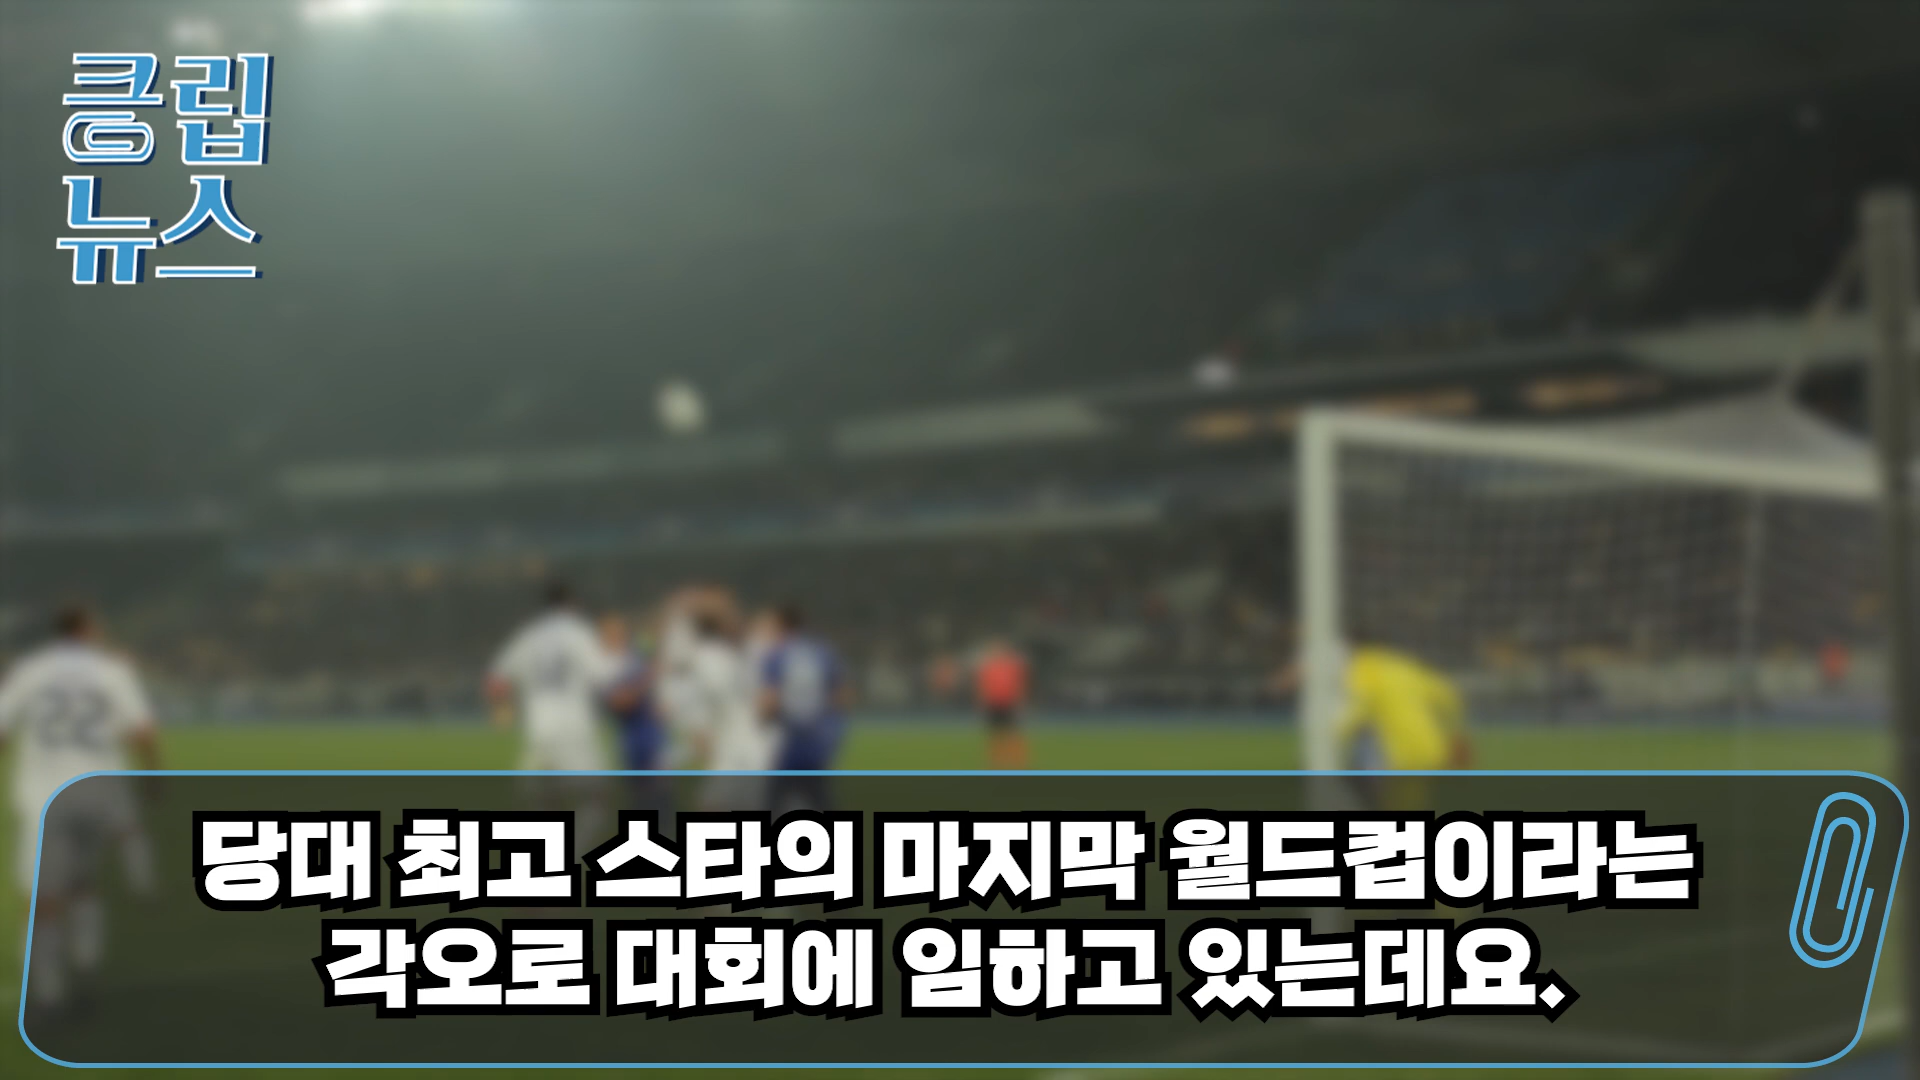 클립
뉴스
22
당대 최고 스타의 마지막 월드컵이라는
각오로 대회에 임하고 있는데요.